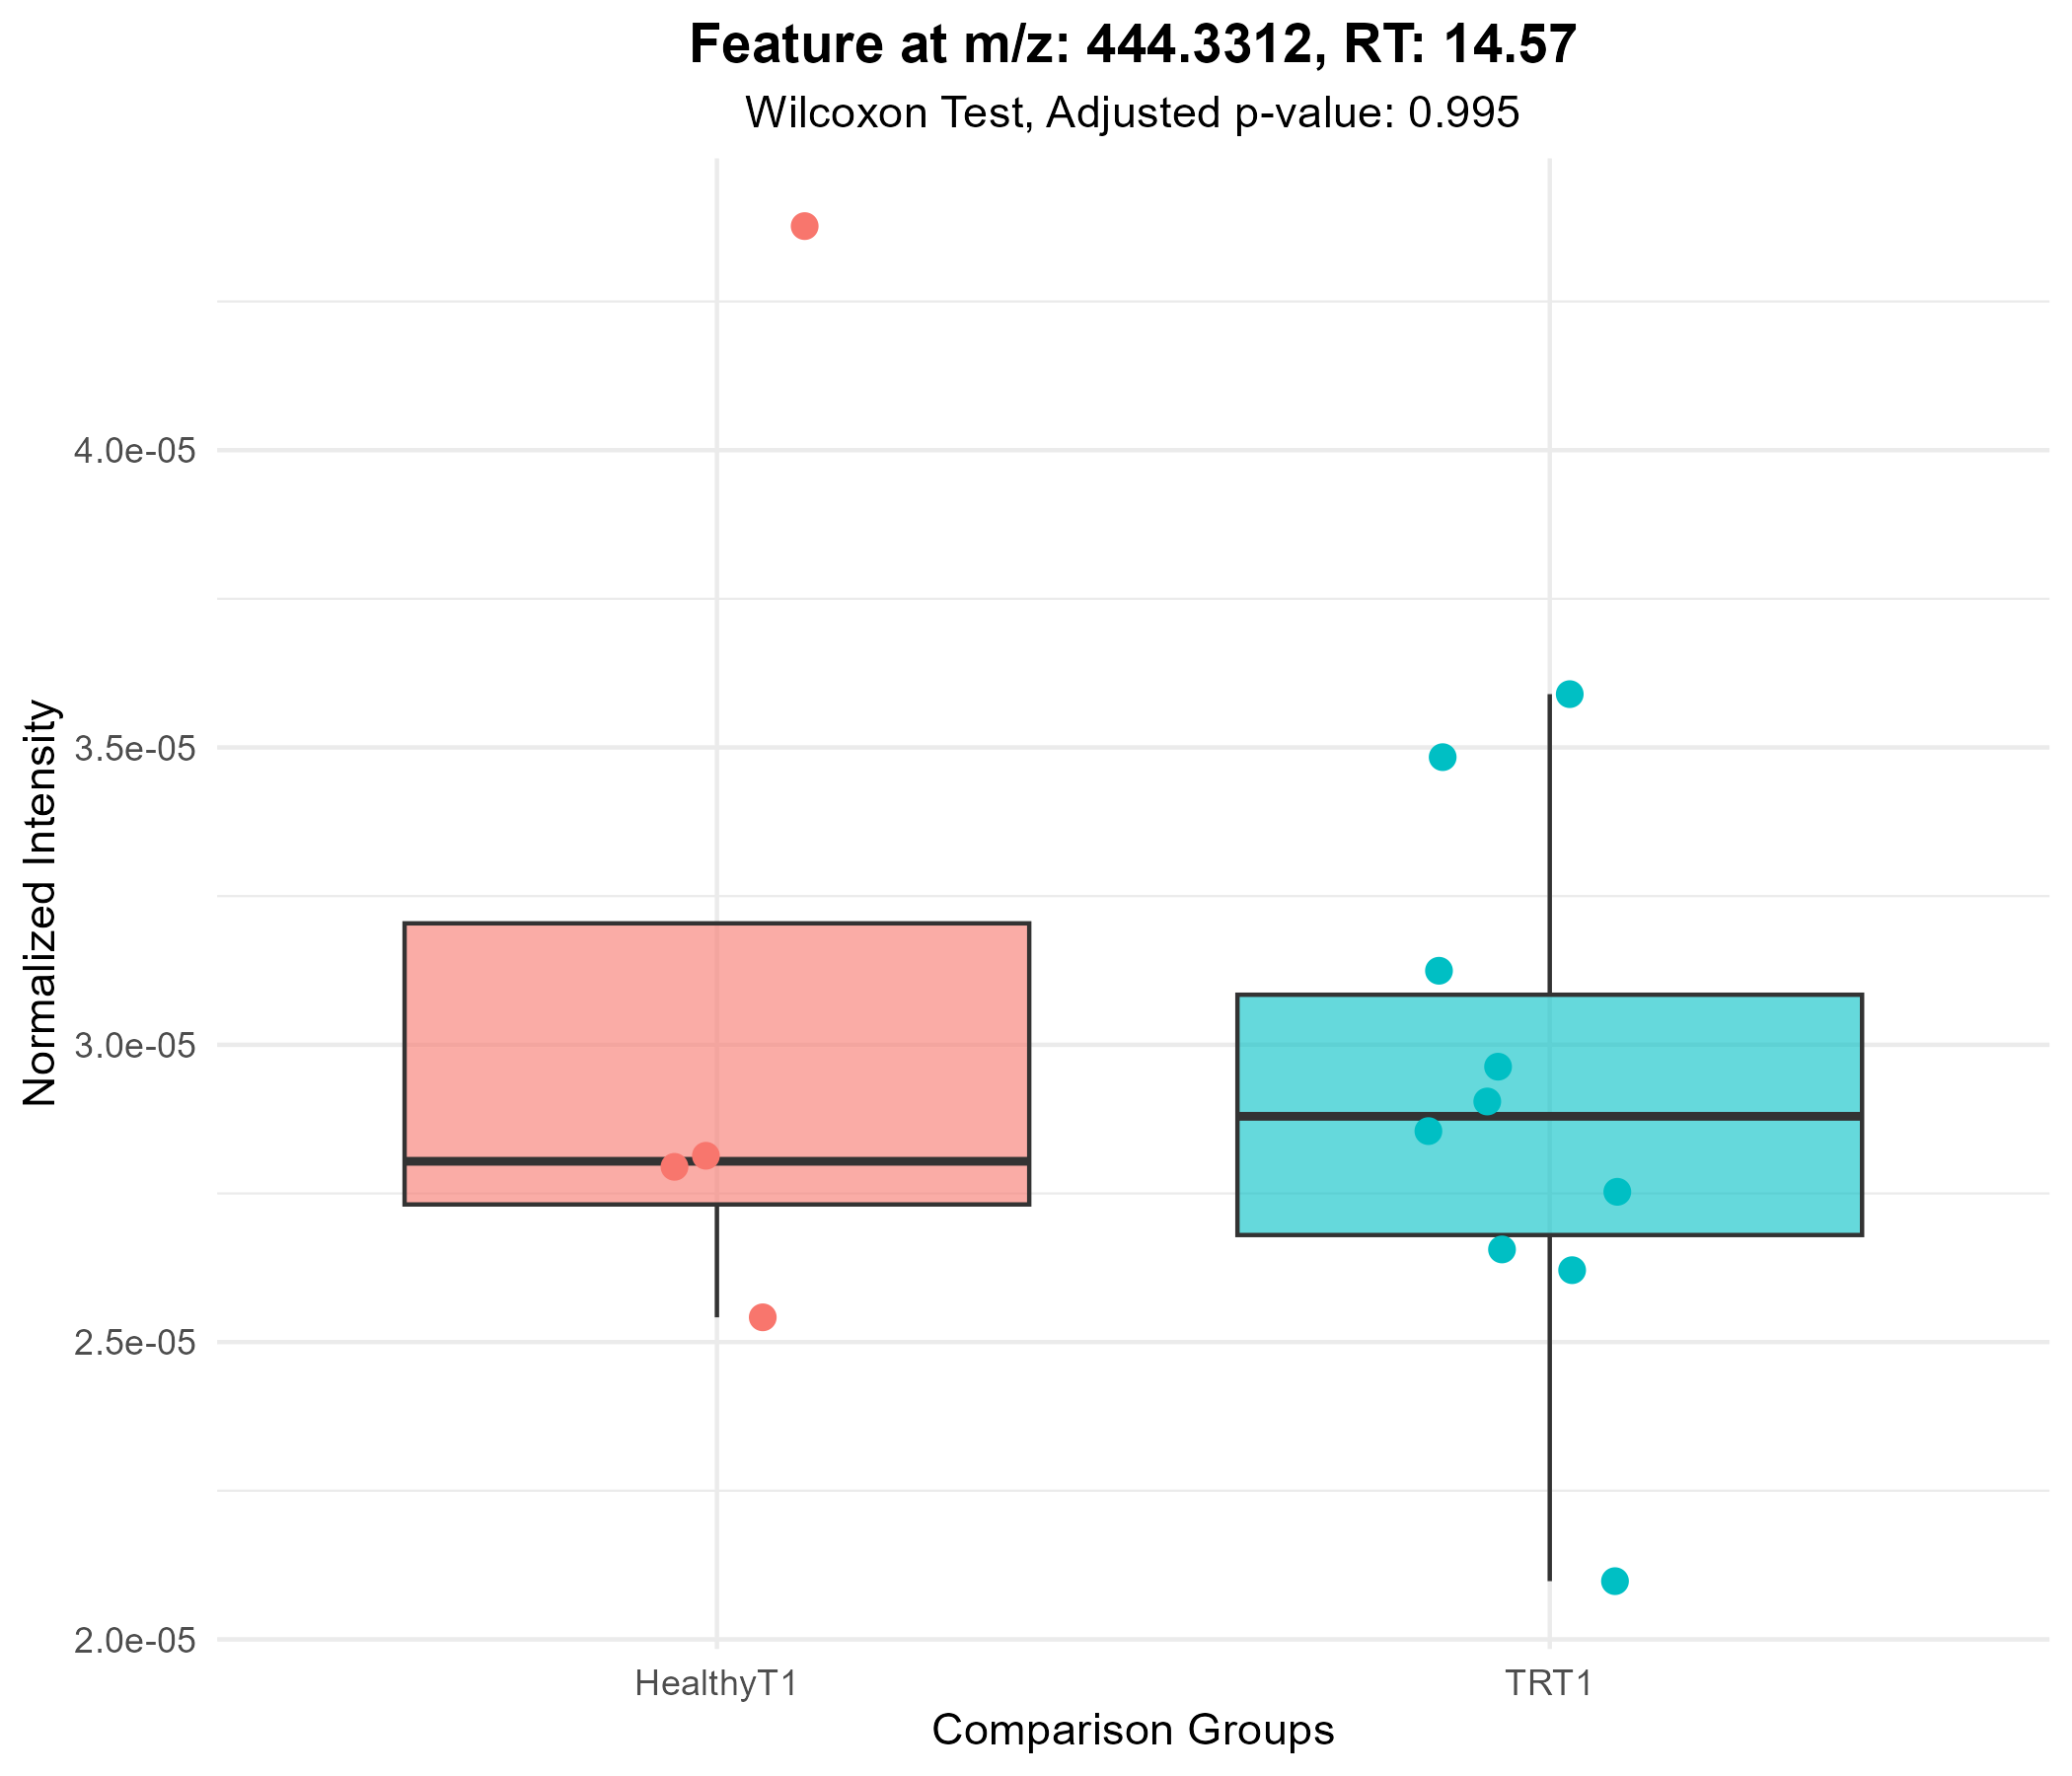 Feature at m/z: 444.3312, RT: 14.57
Wilcoxon Test, Adjusted p-value: 0.995
Normalized Intensity
4.0e-05
3.5e-05
3.0e-05
2.5e-05
2.0e-05
HealthyT1
TRT1
Comparison Groups